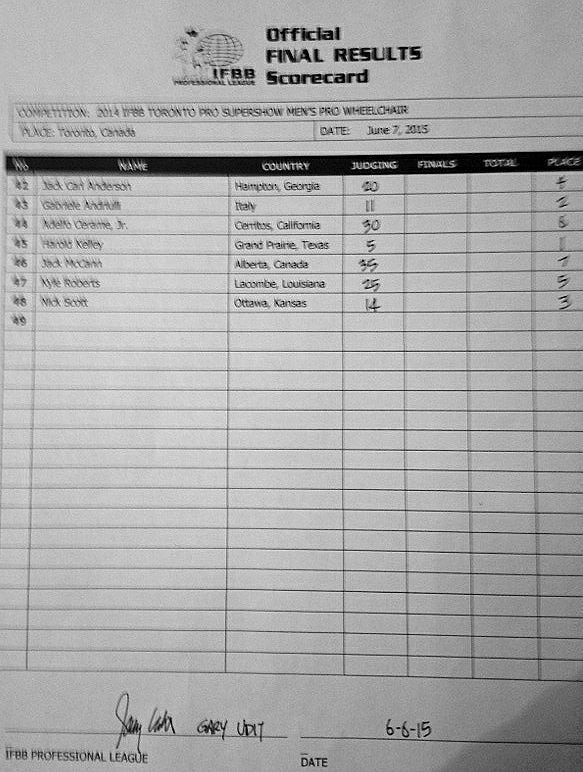 Official
FINAL RESULTS
Scorecard
IFBB
PROFESSIONAL LEAGUE
COMPETITION: 2014 IFBB TORONTO PRO SUPERSHOW MEN'S PRO WHEELCHAIR
PLACE: Toronto, Canada DATE: June 7, 2015
NO NAME COUNTRY JUDGING FINALS TOTAL PLACE
42 Jack Carl Anderson Hampton, Georgia 20
43 Gabriele Andriulli Italy 11 2
44 Adelfo Cerame, Jr. Cerritos, California 30 6
45 Harold Kelley Grand Prairie, Texas 5 1
46 Jack McCann Alberta, Canada 35 7
47 Kyle Roberts Lacombe, Louisiana 25 5
48 Nick Scott Ottawa, Kansas 14 3
49
GARY UDIT 6-6-15
IFBB PROFESSIONAL LEAGUE DATE